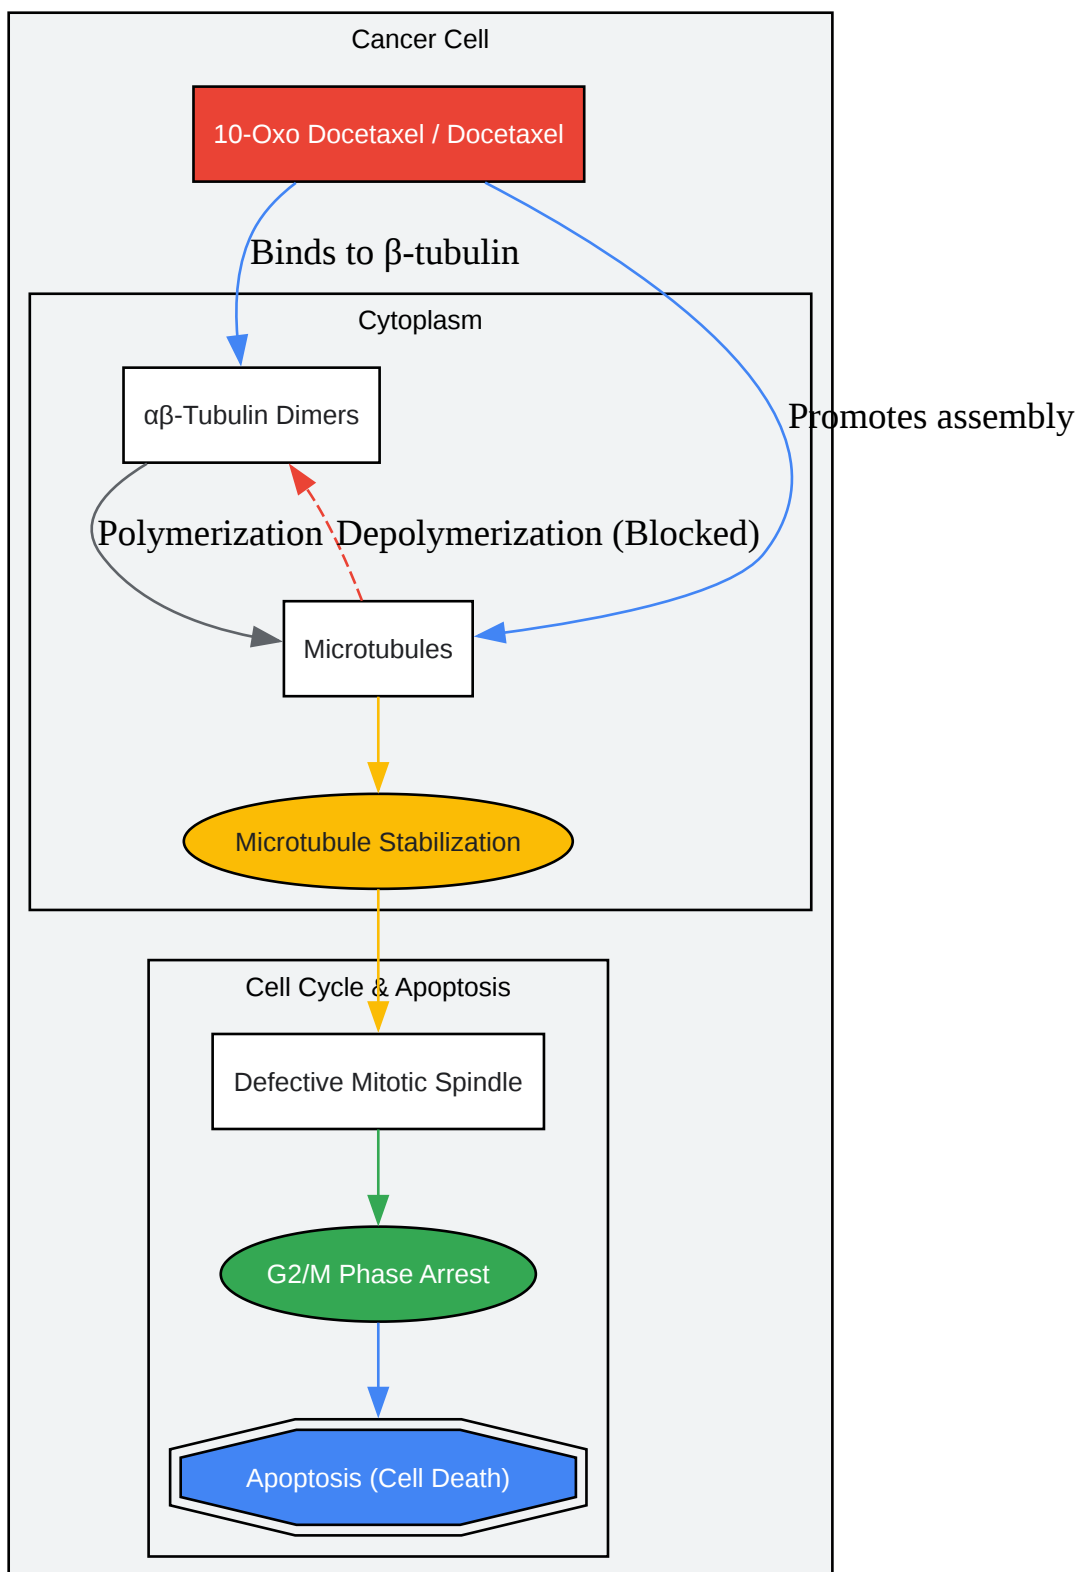 Cancer Cell
10-Oxo Docetaxel / Docetaxel
Binds to β-tubulin
Cytoplasm
αβ-Tubulin Dimers
Promotes assembly
Polymerization
Depolymerization (Blocked)
Microtubules
Microtubule Stabilization
Cell Cycle & Apoptosis
Defective Mitotic Spindle
G2/M Phase Arrest
Apoptosis (Cell Death)